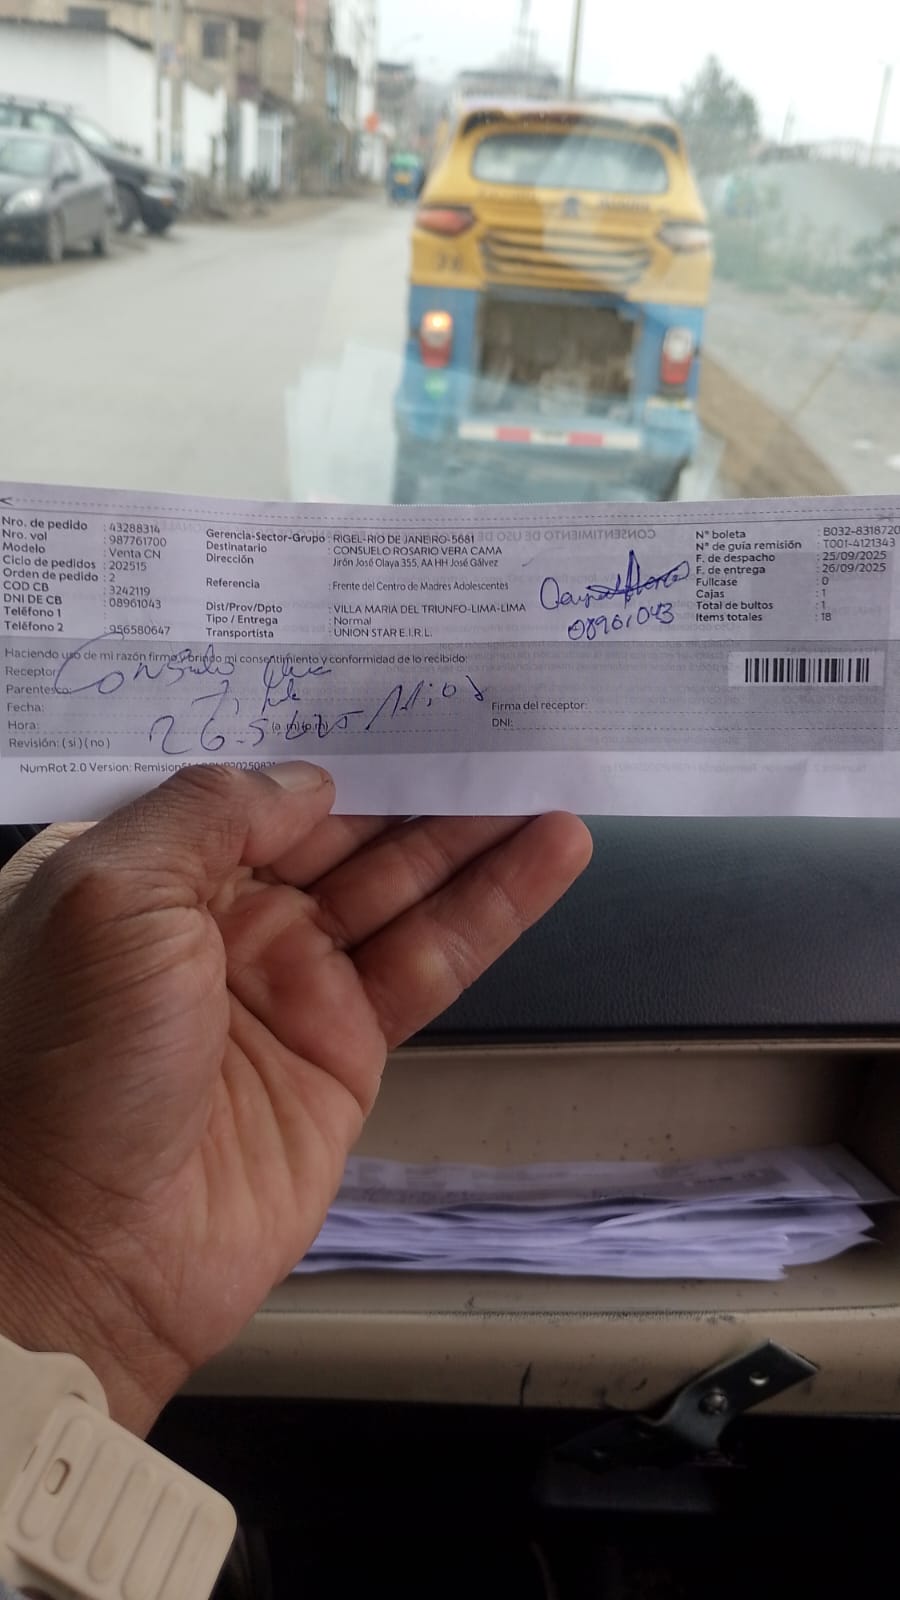 Nro. de pedido : 43288314
Nro. vol : 987761700
Modelo : Venta CN
Ciclo de pedidos : 202515
Orden de pedido : 2
COD CB : 3242119
DNI DE CB : 08961043
Teléfono 1 :
Teléfono 2 : 956580647
Gerencia-Sector-Grupo : RIGEL-RIO DE JANEIRO-5681
Destinatario : CONSUELO ROSARIO VERA CAMA
Dirección : Jirón José Olaya 355, AA HH José Gálvez
Referencia : Frente del Centro de Madres Adolescentes
Dist/Prov/Dpto : VILLA MARIA DEL TRIUNFO-LIMA-LIMA
Tipo / Entrega : Normal
Transportista : UNION STAR E.I.R.L.
08961043
N° boleta : B032-8318720
N° de guía remisión : T001-4121343
F. de despacho : 25/09/2025
F. de entrega : 26/09/2025
Fullcase : 0
Cajas : 1
Total de bultos : 1
Items totales : 18
Haciendo uso de mi razón firmo y brindo mi consentimiento y conformidad de lo recibido:
Receptor: Consuelo
Parentesco:
Fecha:
Hora: 26
Revisión: (si) (no)
Firma del receptor:
DNI:
NumRot 2.0 Version: Remision